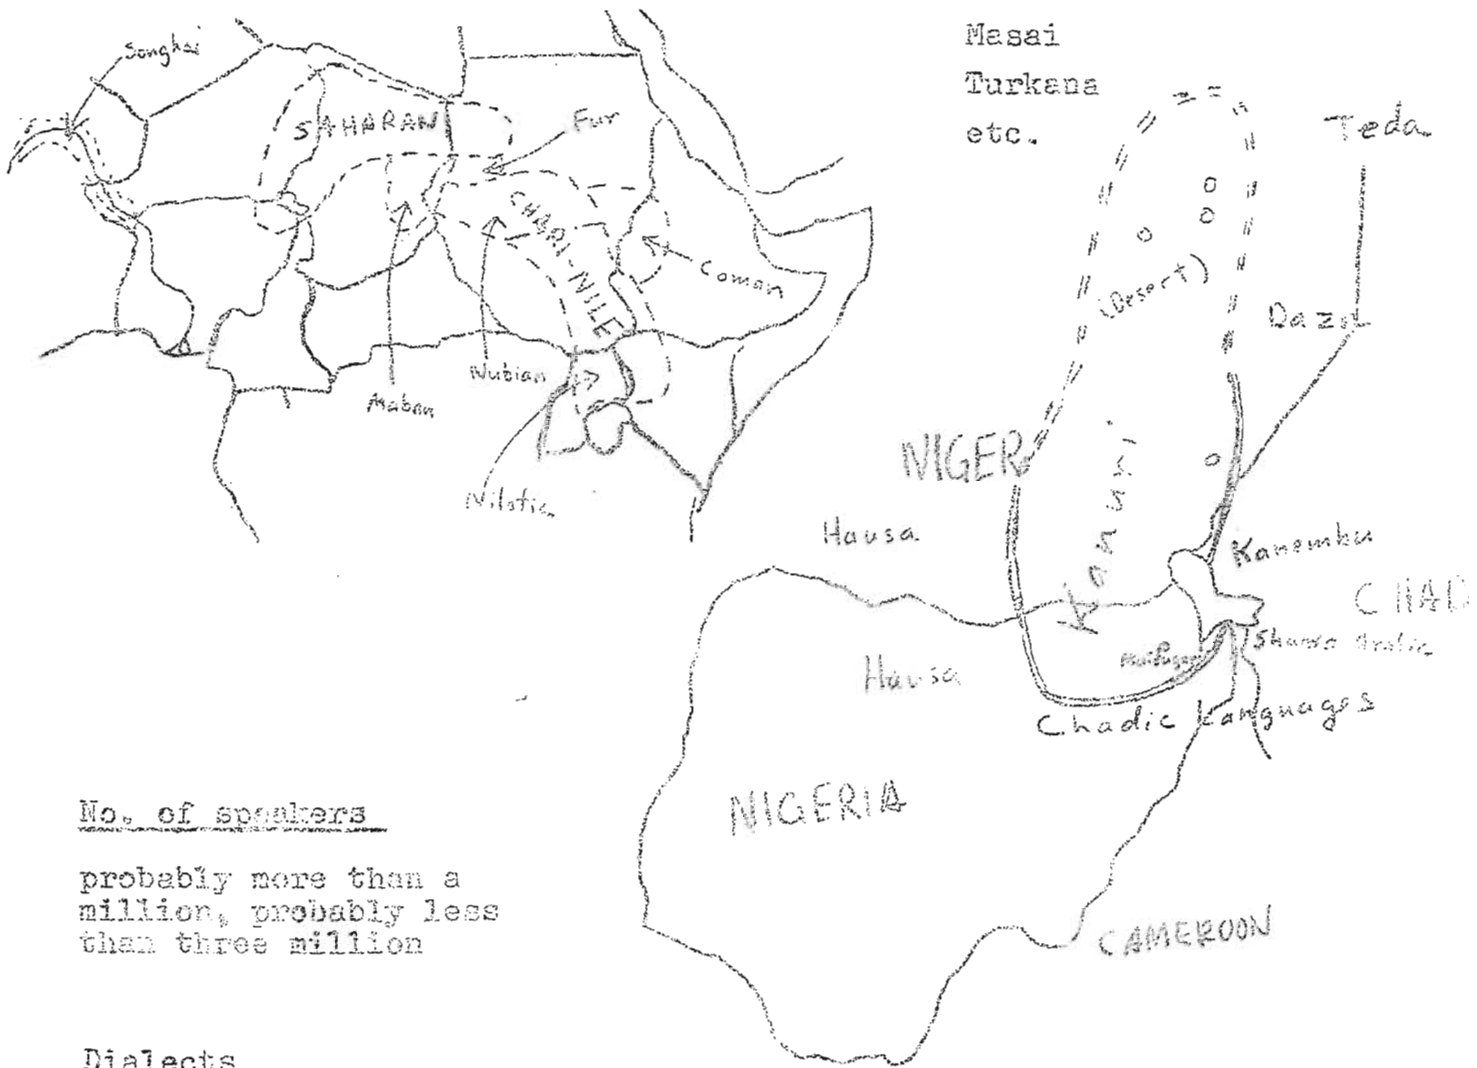 Songhai
SAHARAN
Fur
CHARI-NILE
Coman
Maban
Nubian
Nilotic
Masai
Turkana
etc.
Teda
(Desert)
Daza
NIGER
Kanuri
Hausa
Kanembu
CHAD
Shuwa Arabic
Hausa
Chadic Languages
NIGERIA
CAMEROON
No. of speakers
probably more than a
million, probably less
than three million
Dialects